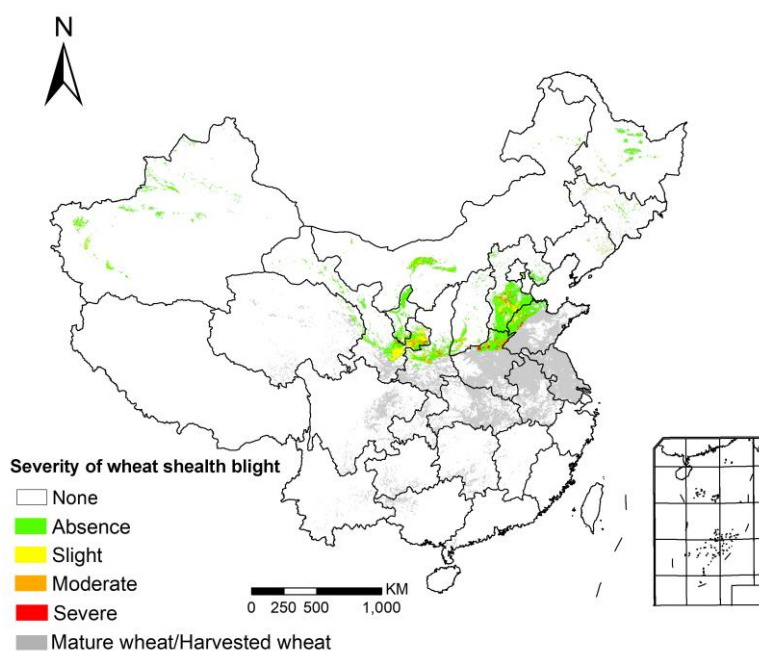 N
Severity of wheat shealth blight
None
Absence
Slight
Moderate
Severe
Mature wheat/Harvested wheat
KM
0 250 500 1,000